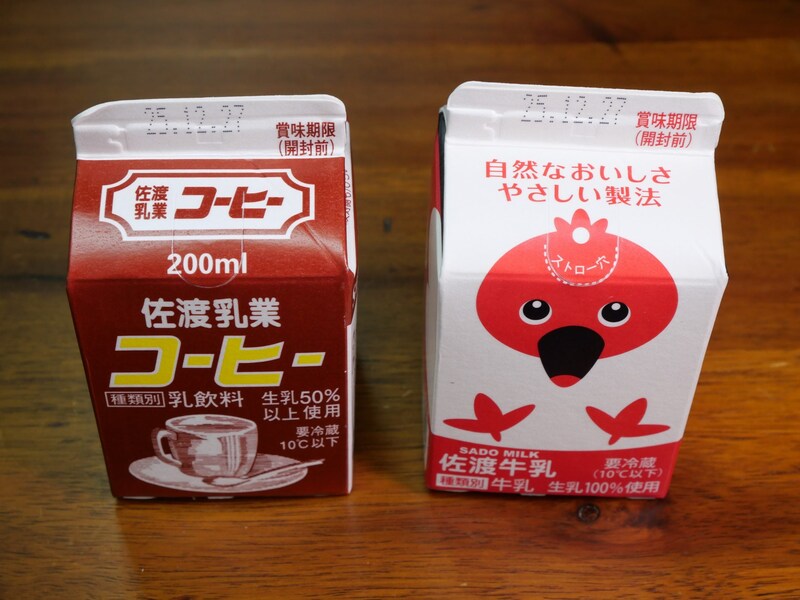 25.12.27
賞味期限
(開封前)
佐渡
乳業
コーヒー
200ml
佐渡乳業
コーヒー
種類別 乳飲料
生乳50%
以上使用
要冷蔵
10℃以下
25.12.27
賞味期限
(開封前)
自然なおいしさ
やさしい製法
ストロー穴
SADO MILK
佐渡牛乳
要冷蔵
(10℃以下)
種類別 牛乳 生乳100%使用